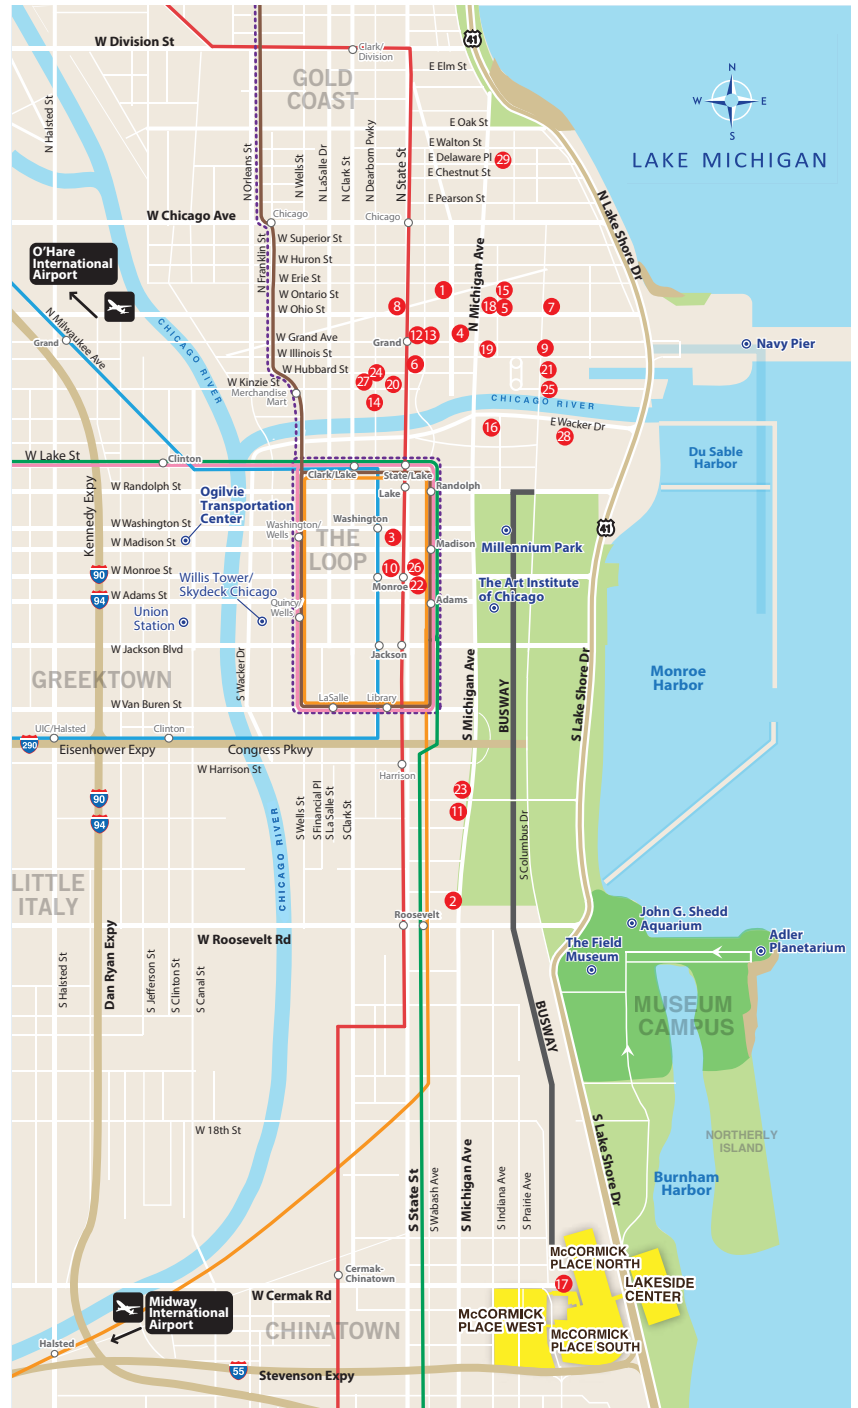 W Division St
Clark/
Division
41
E Elm St
GOLD
COAST
N
W
E
S
LAKE MICHIGAN
N Halsted St
N Orleans St
N Wells St
N LaSalle Dr
N Clark St
N Dearborn Pwky
N State St
E Oak St
E Walton St
E Delaware Pl
29
E Chestnut St
E Pearson St
N Lake Shore Dr
W Chicago Ave
Chicago
Chicago
N Franklin St
W Superior St
W Huron St
W Erie St
W Ontario St
W Ohio St
N Michigan Ave
O'Hare
International
Airport
N Milwaukee Ave
CHICAGO RIVER
Grand
1
15
8
18
5
7
12
13
4
W Grand Ave
Grand
W Illinois St
W Hubbard St
19
9
Navy Pier
6
24
27
20
21
W Kinzie St
Merchandise
Mart
14
25
CHICAGO RIVER
16
E Wacker Dr
28
W Lake St
Clinton
Clark/Lake
State/Lake
Du Sable
Harbor
Kennedy Expy
W Randolph St
Ogilvie
Transportation
Center
Lake
Randolph
W Washington St
Washington/
Wells
Washington
THE
LOOP
3
41
W Madison St
Madison
Millennium Park
W Monroe St
90
Willis Tower/
Skydeck Chicago
10
26
Monroe
22
The Art Institute
of Chicago
94
W Adams St
Quincy/
Wells
Adams
Union
Station
W Jackson Blvd
Jackson
GREEKTOWN
S Wacker Dr
S Michigan Ave
BUSWAY
S Lake Shore Dr
Monroe
Harbor
W Van Buren St
LaSalle
Library
UIC/Halsted
Clinton
290
Eisenhower Expy
Congress Pkwy
W Harrison St
Harrison
90
94
CHICAGO RIVER
S Wells St
S Financial Pl
S La Salle St
S Clark St
23
11
S Columbus Dr
LITTLE
ITALY
2
Roosevelt
W Roosevelt Rd
John G. Shedd
Aquarium
The Field
Museum
Adler
Planetarium
S Halsted St
Dan Ryan Expy
S Jefferson St
S Clinton St
S Canal St
BUSWAY
MUSEUM
CAMPUS
W 18th St
S State St
S Wabash Ave
S Michigan Ave
S Indiana Ave
S Prairie Ave
S Lake Shore Dr
NORTHERLY
ISLAND
Burnham
Harbor
McCORMICK
PLACE NORTH
Cermak-
Chinatown
17
LAKESIDE
CENTER
W Cermak Rd
Midway
International
Airport
McCORMICK
PLACE WEST
CHINATOWN
McCORMICK
PLACE SOUTH
Halsted
55
Stevenson Expy